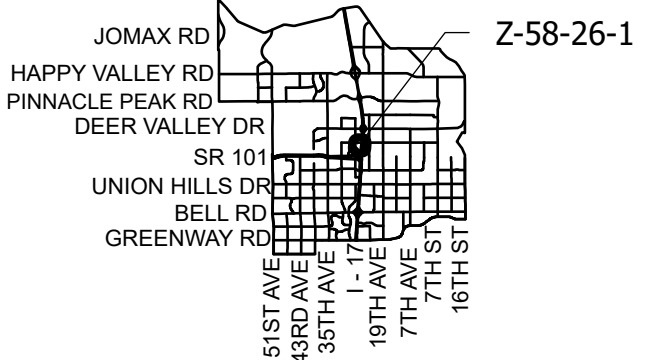 Z-58-26-1
JOMAX RD
HAPPY VALLEY RD
PINNACLE PEAK RD
DEER VALLEY DR
SR 101
UNION HILLS DR
BELL RD
GREENWAY RD
51ST AVE
43RD AVE
35TH AVE
I - 17
19TH AVE
7TH AVE
7TH ST
16TH ST